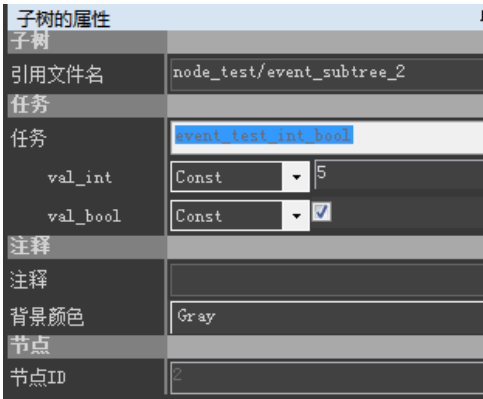 子树的属性
子树
引用文件名 node_test/event_subtree_2
任务
任务 event_test_int_bool
val_int Const 5
val_bool Const
注释
注释
背景颜色 Gray
节点
节点ID 2